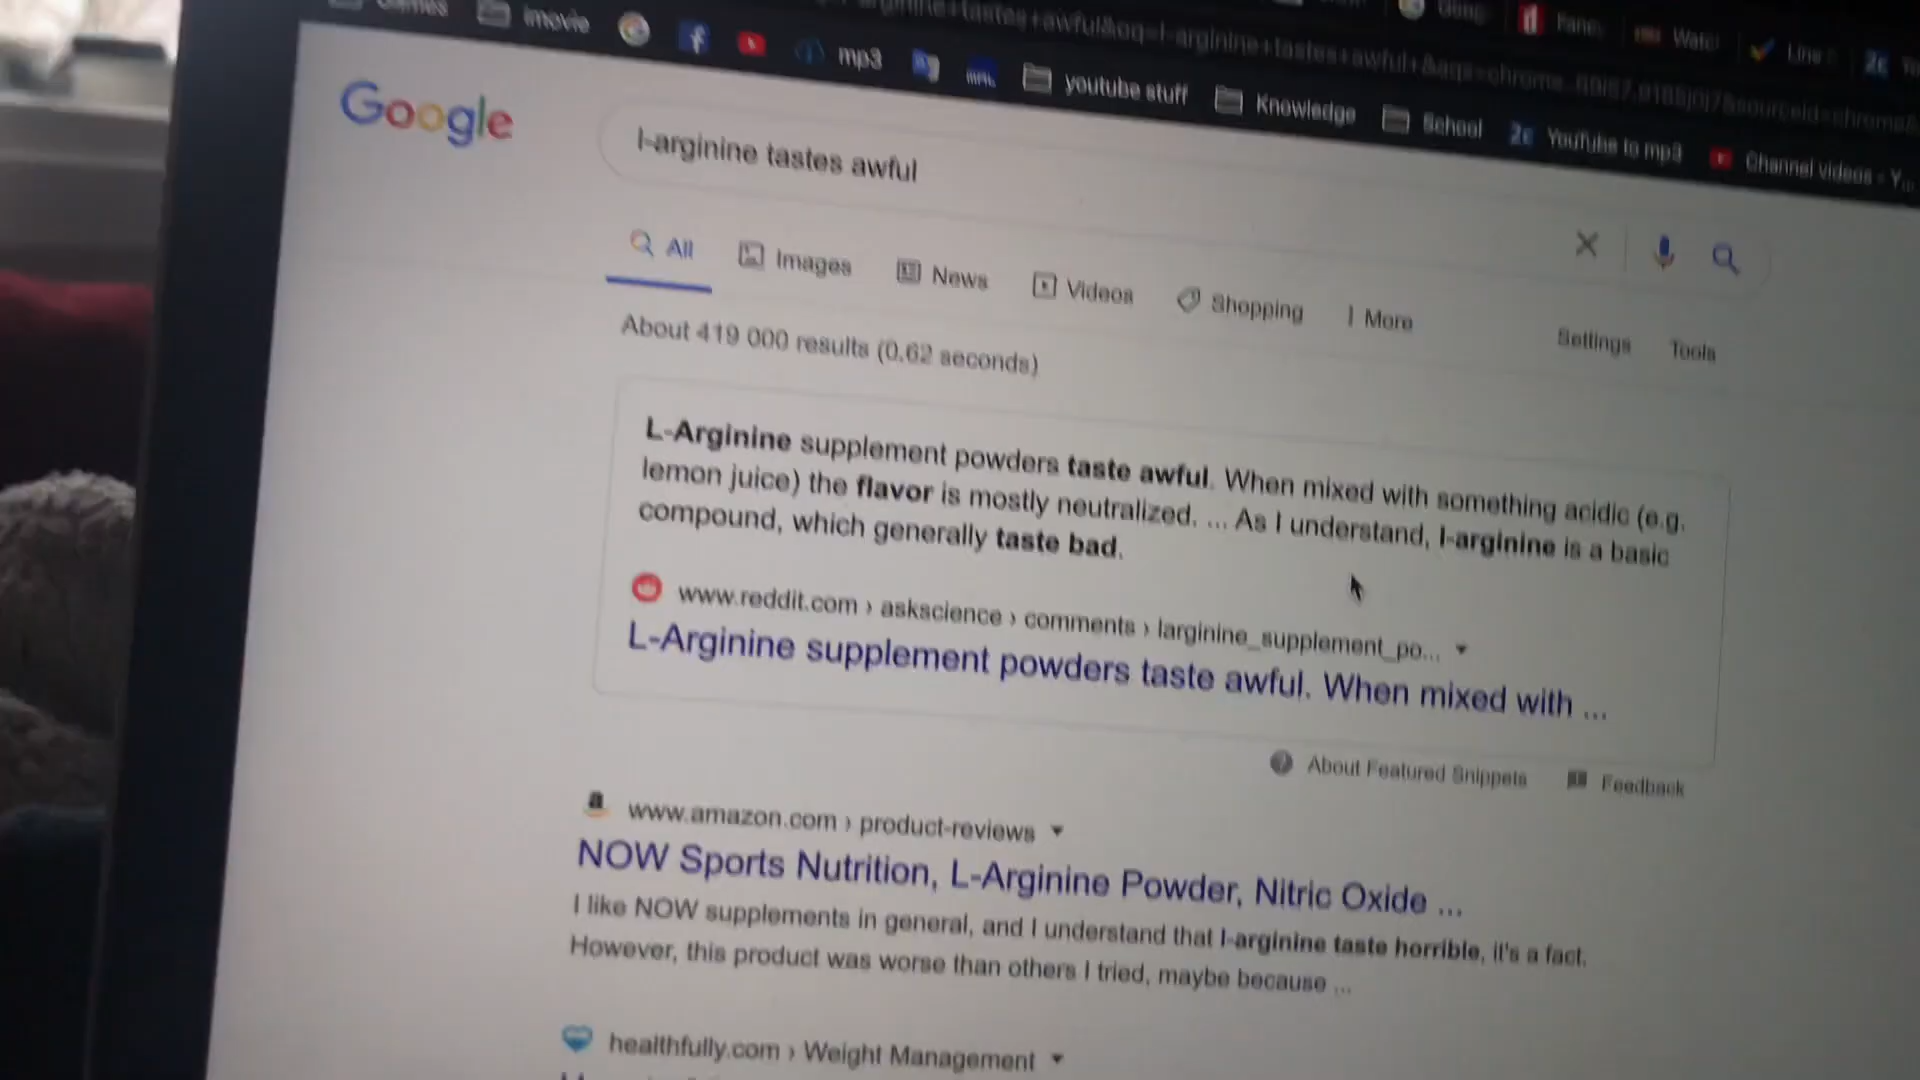 Games imovie mp3 youtube stuff Knowledge School YouTube to mp3 Channel videos - Y...
Google
l-arginine tastes awful
All Images News Videos Shopping More Settings Tools
About 419 000 results (0.62 seconds)
L-Arginine supplement powders taste awful. When mixed with something acidic (e.g.
lemon juice) the flavor is mostly neutralized. ... As I understand, l-arginine is a basic
compound, which generally taste bad.
www.reddit.com › askscience › comments › larginine_supplement_po...
L-Arginine supplement powders taste awful. When mixed with ...
About Featured Snippets Feedback
www.amazon.com › product-reviews
NOW Sports Nutrition, L-Arginine Powder, Nitric Oxide ...
I like NOW supplements in general, and I understand that l-arginine taste horrible, it's a fact.
However, this product was worse than others I tried, maybe because ...
healthfully.com › Weight Management